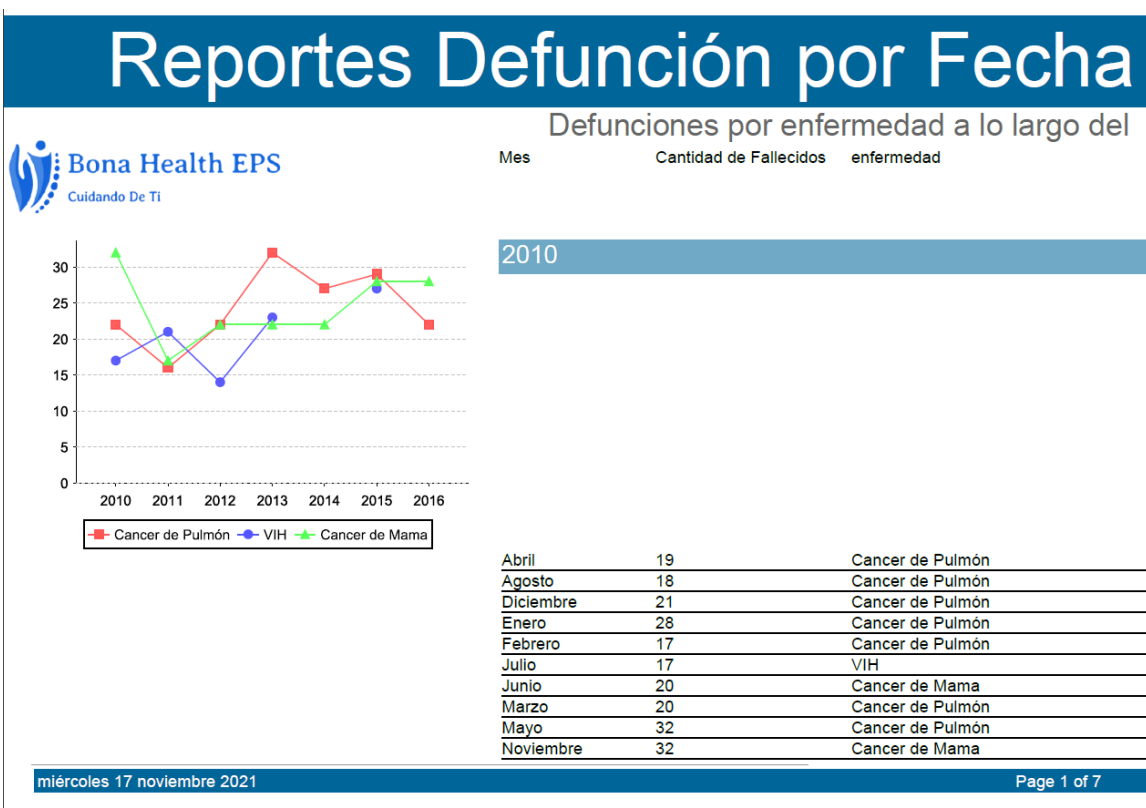 Reportes Defunción por Fecha
Defunciones por enfermedad a lo largo del
Bona Health EPS
Cuidando De Ti
Mes Cantidad de Fallecidos enfermedad
2010
30
25
20
15
10
5
0
2010 2011 2012 2013 2014 2015 2016
Cancer de Pulmón VIH Cancer de Mama
Abril 19 Cancer de Pulmón
Agosto 18 Cancer de Pulmón
Diciembre 21 Cancer de Pulmón
Enero 28 Cancer de Pulmón
Febrero 17 Cancer de Pulmón
Julio 17 VIH
Junio 20 Cancer de Mama
Marzo 20 Cancer de Pulmón
Mayo 32 Cancer de Pulmón
Noviembre 32 Cancer de Mama
miércoles 17 noviembre 2021 Page 1 of 7